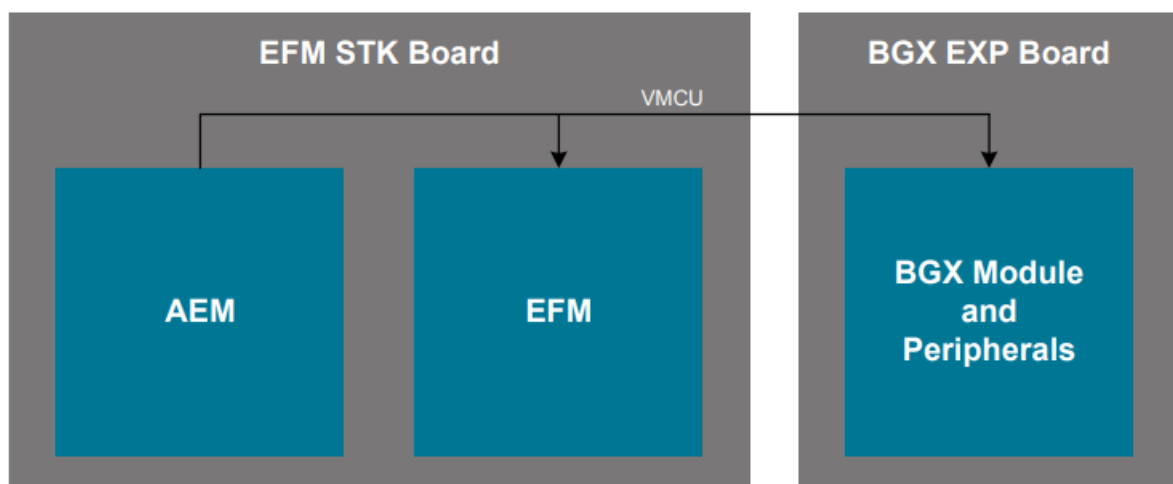 EFM STK Board
BGX EXP Board
VMCU
AEM
EFM
BGX Module
and
Peripherals